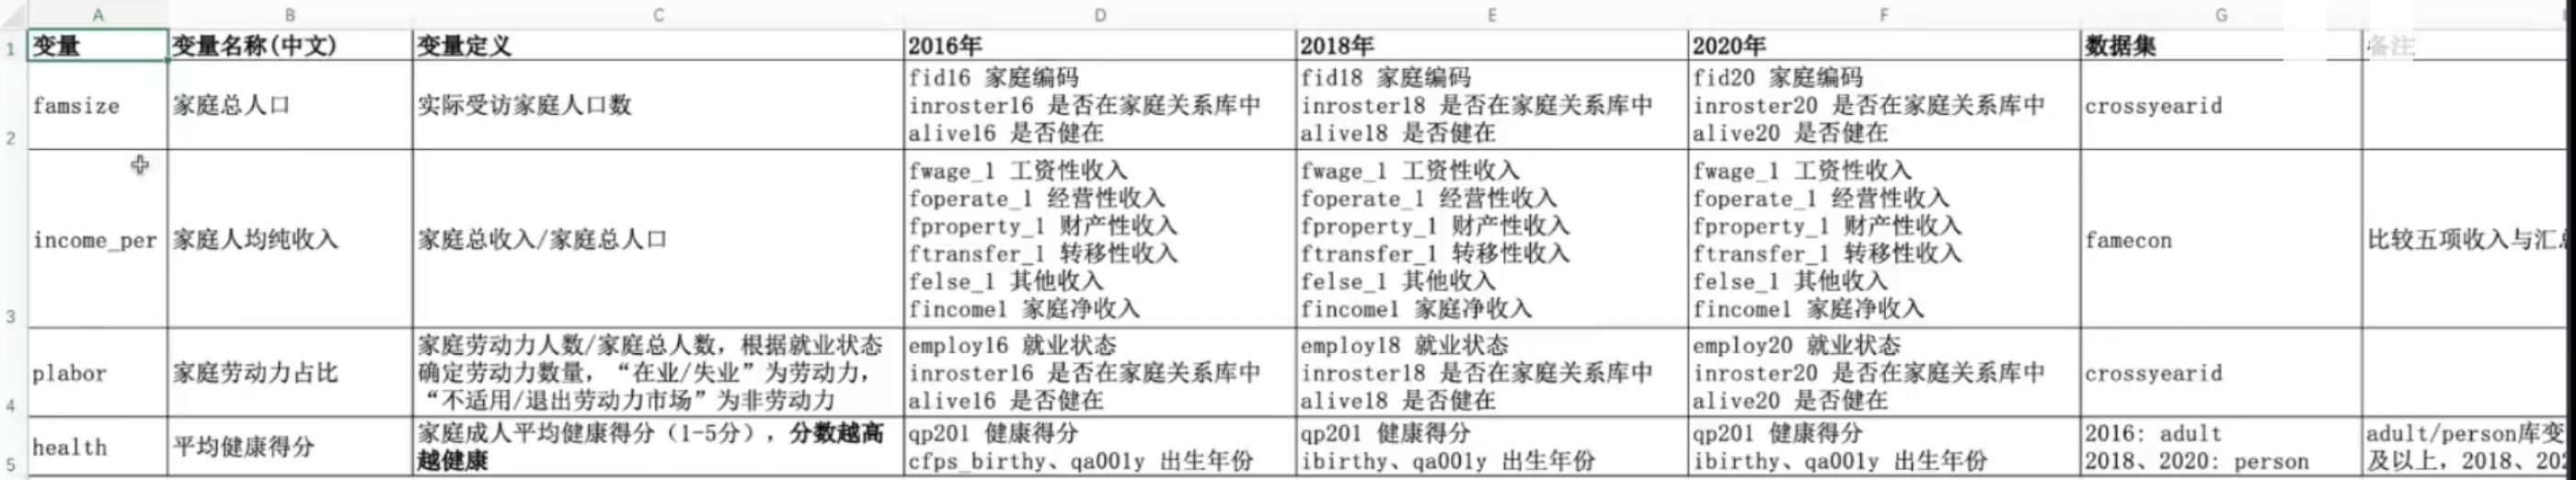 A B C D E F G
1 变量 变量名称(中文) 变量定义 2016年 2018年 2020年 数据集 备注
2 famsize 家庭总人口 实际受访家庭人口数 fid16 家庭编码 fid18 家庭编码 fid20 家庭编码 crossyearid
inroster16 是否在家庭关系库中 inroster18 是否在家庭关系库中 inroster20 是否在家庭关系库中
alive16 是否健在 alive18 是否健在 alive20 是否健在
3 income_per 家庭人均纯收入 家庭总收入/家庭总人口 fwage_1 工资性收入 fwage_1 工资性收入 fwage_1 工资性收入 famecon 比较五项收入与汇
foperate_1 经营性收入 foperate_1 经营性收入 foperate_1 经营性收入
fproperty_1 财产性收入 fproperty_1 财产性收入 fproperty_1 财产性收入
ftransfer_1 转移性收入 ftransfer_1 转移性收入 ftransfer_1 转移性收入
felse_1 其他收入 felse_1 其他收入 felse_1 其他收入
fincome1 家庭净收入 fincome1 家庭净收入 fincome1 家庭净收入
4 plabor 家庭劳动力占比 家庭劳动力人数/家庭总人数，根据就业状态 employ16 就业状态 employ18 就业状态 employ20 就业状态 crossyearid
确定劳动力数量，“在业/失业”为劳动力， inroster16 是否在家庭关系库中 inroster18 是否在家庭关系库中 inroster20 是否在家庭关系库中
“不适用/退出劳动力市场”为非劳动力 alive16 是否健在 alive18 是否健在 alive20 是否健在
5 health 平均健康得分 家庭成人平均健康得分（1-5分），分数越高 qp201 健康得分 qp201 健康得分 qp201 健康得分 2016: adult adult/person库变
越健康 cfps_birthy、qa001y 出生年份 ibirthy、qa001y 出生年份 ibirthy、qa001y 出生年份 2018、2020: person 及以上，2018、20